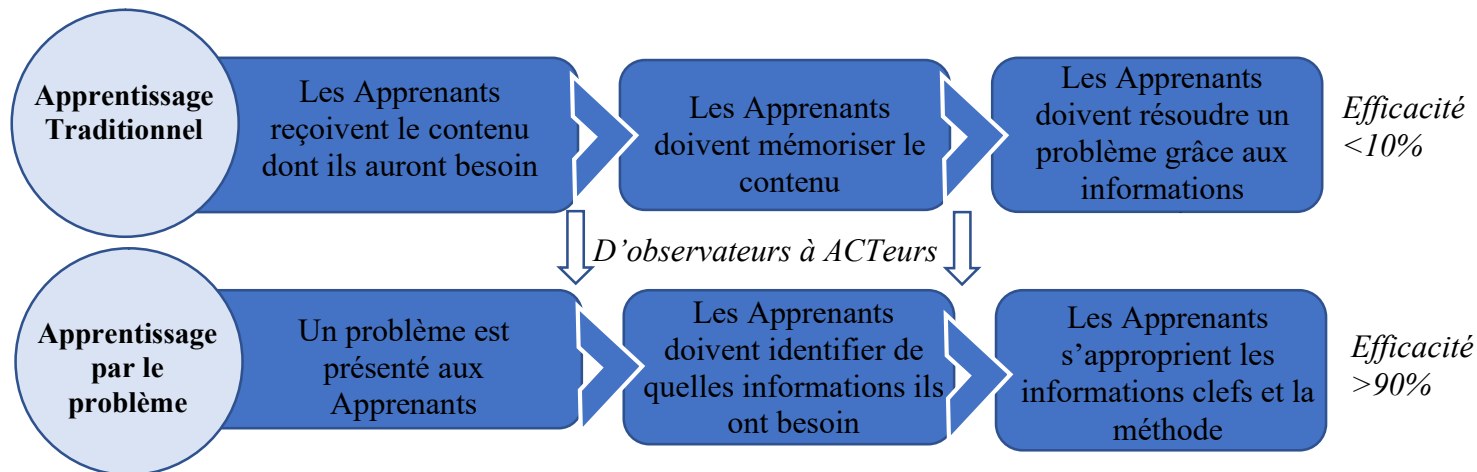 Apprentissage
Traditionnel
Les Apprenants
reçoivent le contenu
dont ils auront besoin
Les Apprenants
doivent mémoriser le
contenu
Les Apprenants
doivent résoudre un
problème grâce aux
informations
Efficacité
<10%
D’observateurs à ACTeurs
Apprentissage
par le
problème
Un problème est
présenté aux
Apprenants
Les Apprenants
doivent identifier de
quelles informations ils
ont besoin
Les Apprenants
s’approprient les
informations clefs et la
méthode
Efficacité
>90%